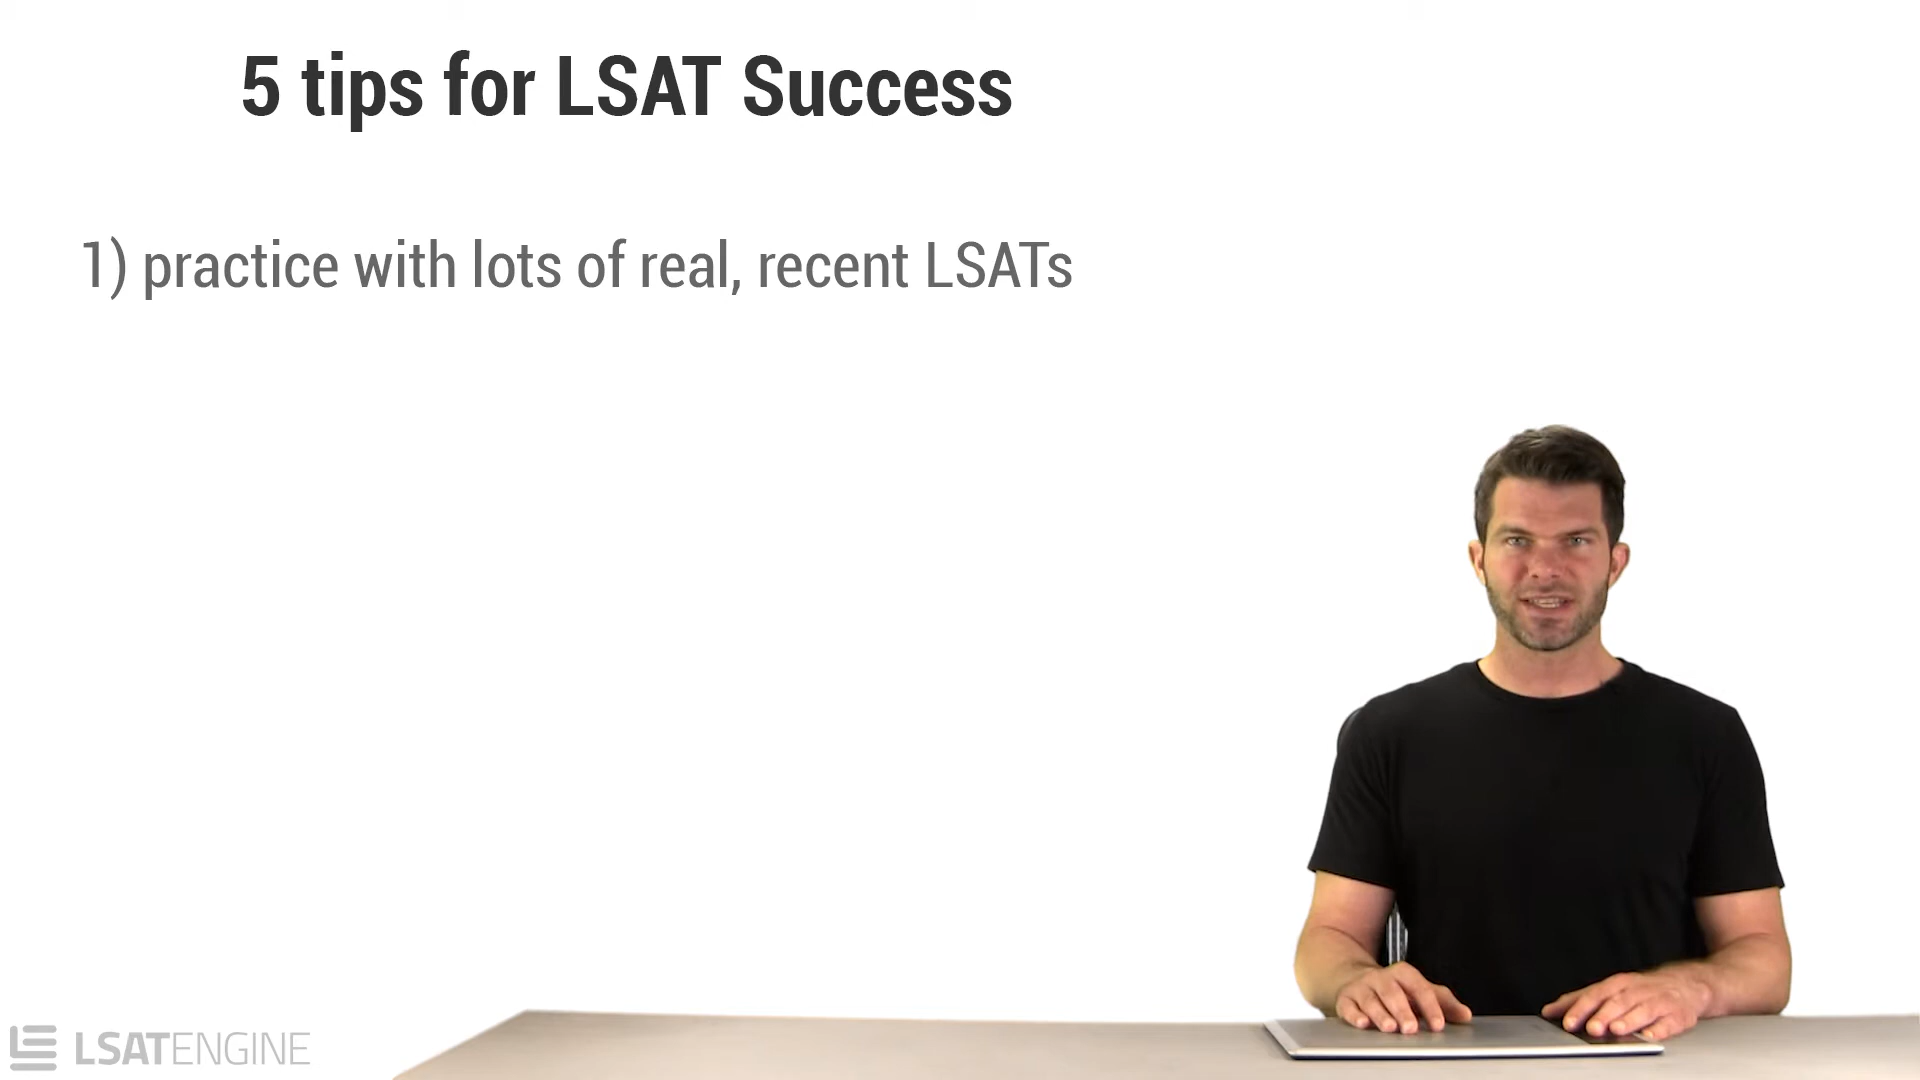 5 tips for LSAT Success
1) practice with lots of real, recent LSATs
LSATENGINE